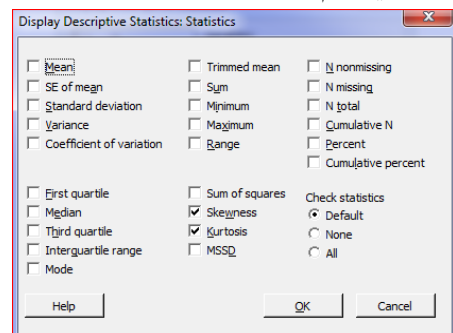 Display Descriptive Statistics: Statistics
Mean
SE of mean
Standard deviation
Variance
Coefficient of variation
Trimmed mean
Sum
Minimum
Maximum
Range
N nonmissing
N missing
N total
Cumulative N
Percent
Cumulative percent
First quartile
Median
Third quartile
Interquartile range
Mode
Sum of squares
Skewness
Kurtosis
MSSD
Check statistics
Default
None
All
Help
OK
Cancel